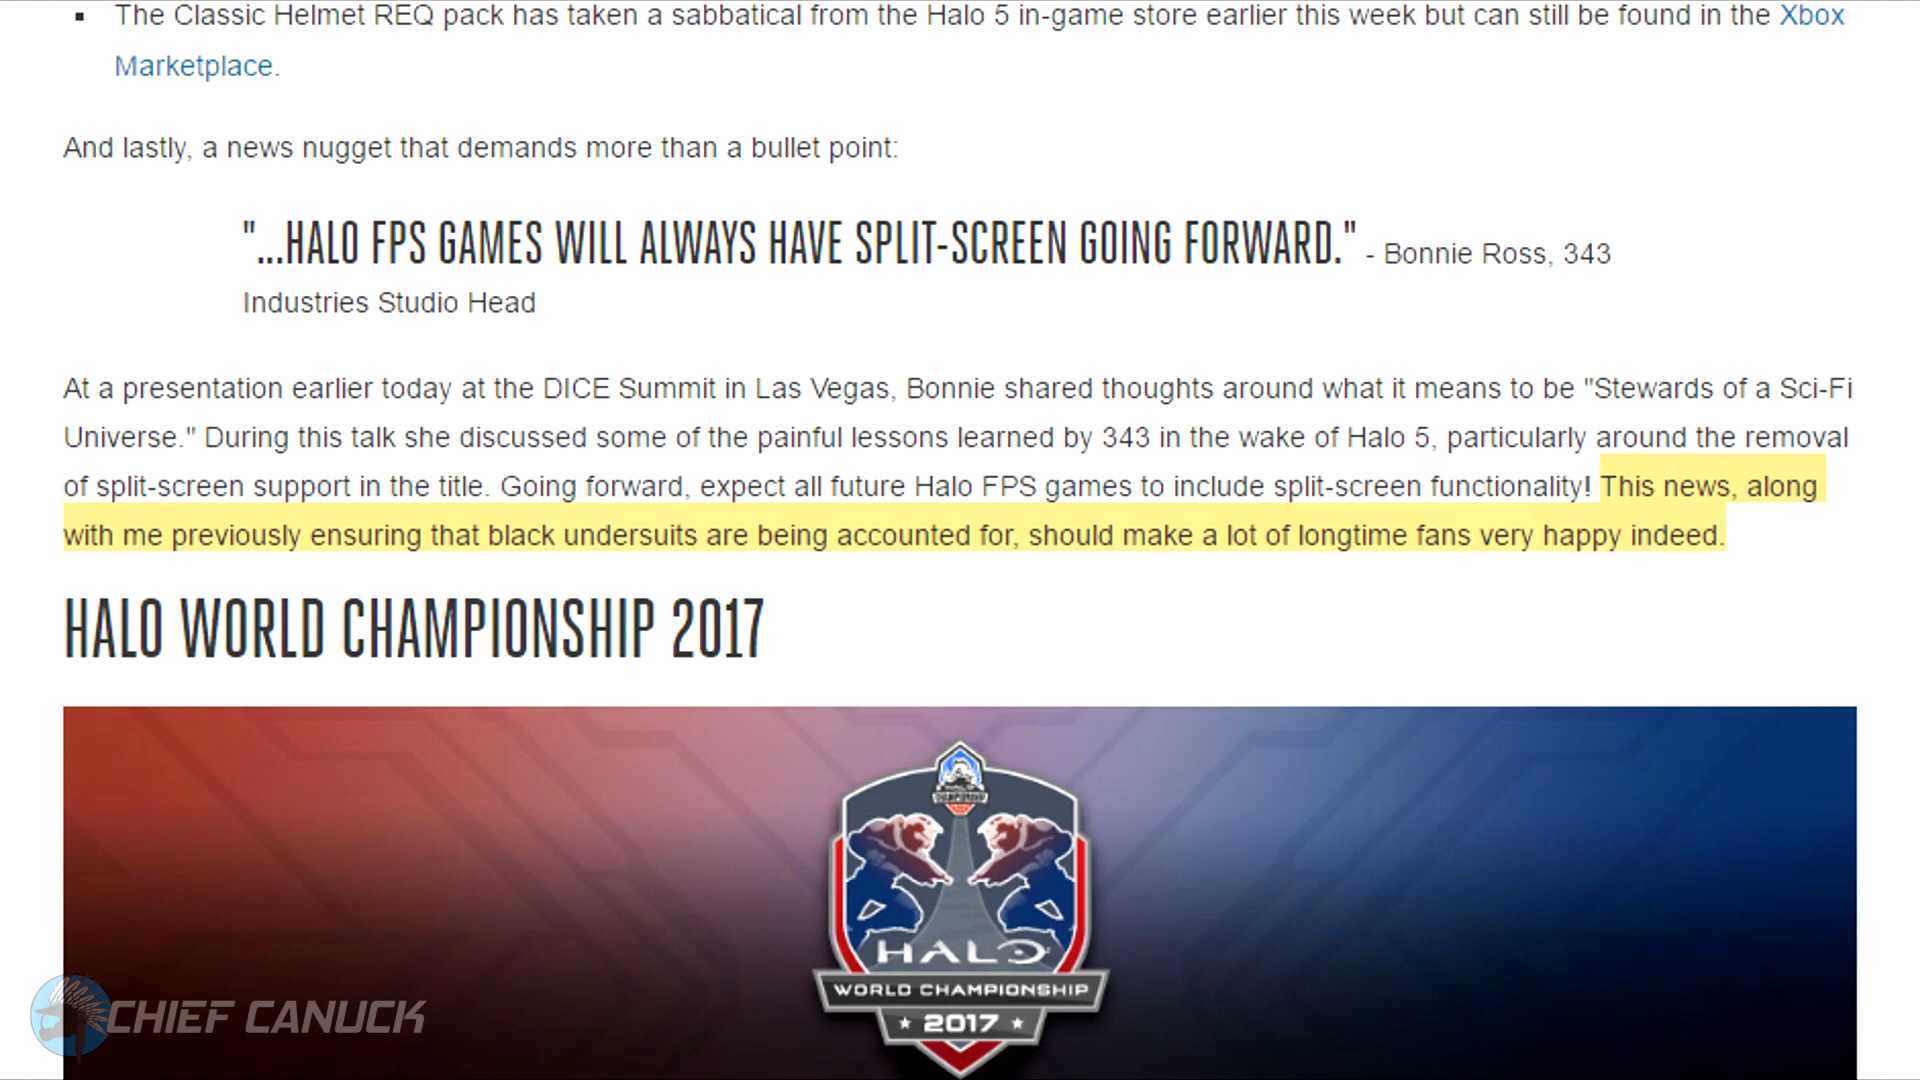 ▪ The Classic Helmet REQ pack has taken a sabbatical from the Halo 5 in-game store earlier this week but can still be found in the Xbox
Marketplace.
And lastly, a news nugget that demands more than a bullet point:
"...HALO FPS GAMES WILL ALWAYS HAVE SPLIT-SCREEN GOING FORWARD." - Bonnie Ross, 343
Industries Studio Head
At a presentation earlier today at the DICE Summit in Las Vegas, Bonnie shared thoughts around what it means to be "Stewards of a Sci-Fi
Universe." During this talk she discussed some of the painful lessons learned by 343 in the wake of Halo 5, particularly around the removal
of split-screen support in the title. Going forward, expect all future Halo FPS games to include split-screen functionality! This news, along
with me previously ensuring that black undersuits are being accounted for, should make a lot of longtime fans very happy indeed.
HALO WORLD CHAMPIONSHIP 2017
HALO
WORLD CHAMPIONSHIP
2017
CHIEF CANUCK